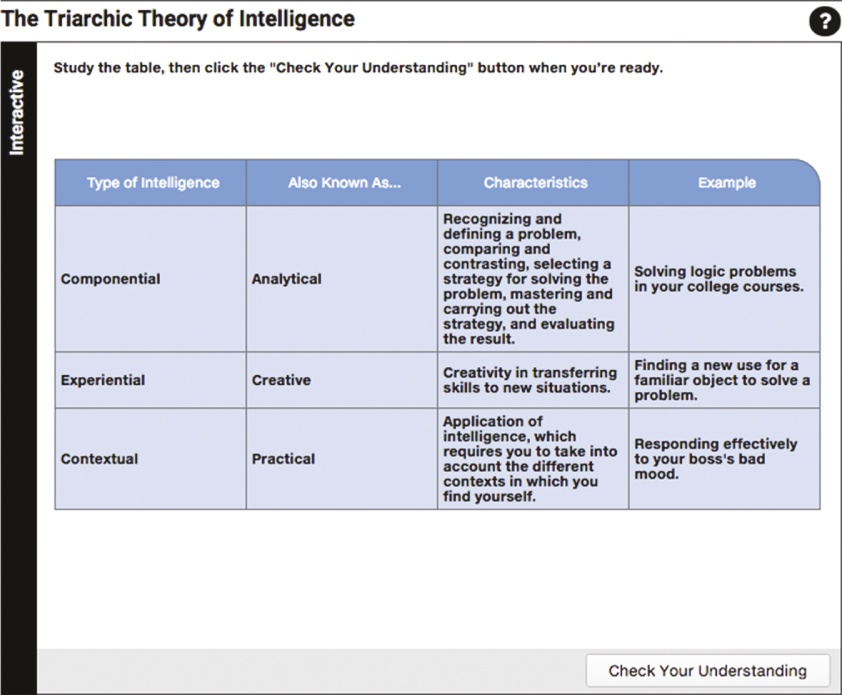 The Triarchic Theory of Intelligence
?
Interactive
Study the table, then click the "Check Your Understanding" button when you're ready.
Type of Intelligence
Also Known As...
Characteristics
Example
Componential
Analytical
Recognizing and
defining a problem,
comparing and
contrasting, selecting a
strategy for solving the
problem, mastering and
carrying out the
strategy, and evaluating
the result.
Solving logic problems
in your college courses.
Experiential
Creative
Creativity in transferring
skills to new situations.
Finding a new use for a
familiar object to solve a
problem.
Contextual
Practical
Application of
intelligence, which
requires you to take into
account the different
contexts in which you
find yourself.
Responding effectively
to your boss's bad
mood.
Check Your Understanding